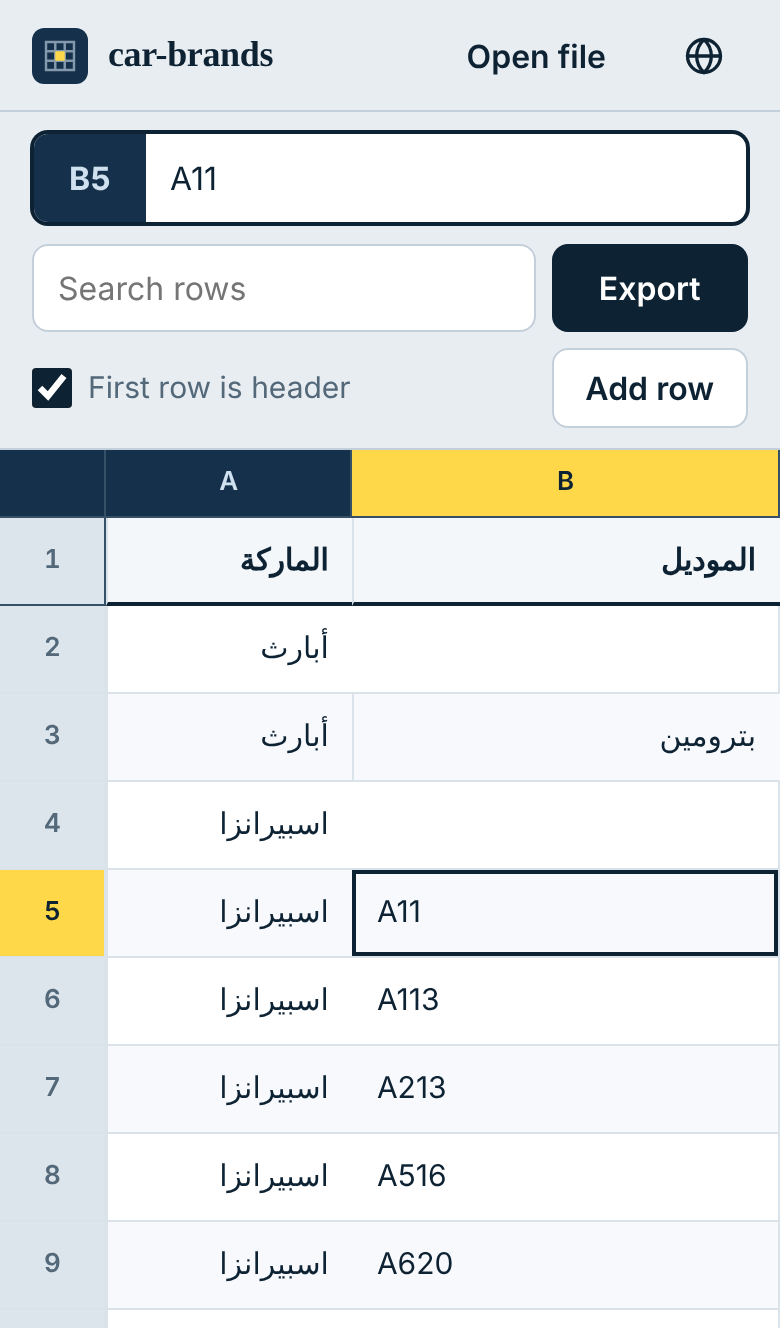 car-brands Open file
B5 A11
Search rows Export
First row is header Add row
A B
1 الماركة الموديل
2 أبارث
3 أبارث بترومين
4 اسبيرانزا
5 اسبيرانزا A11
6 اسبيرانزا A113
7 اسبيرانزا A213
8 اسبيرانزا A516
9 اسبيرانزا A620